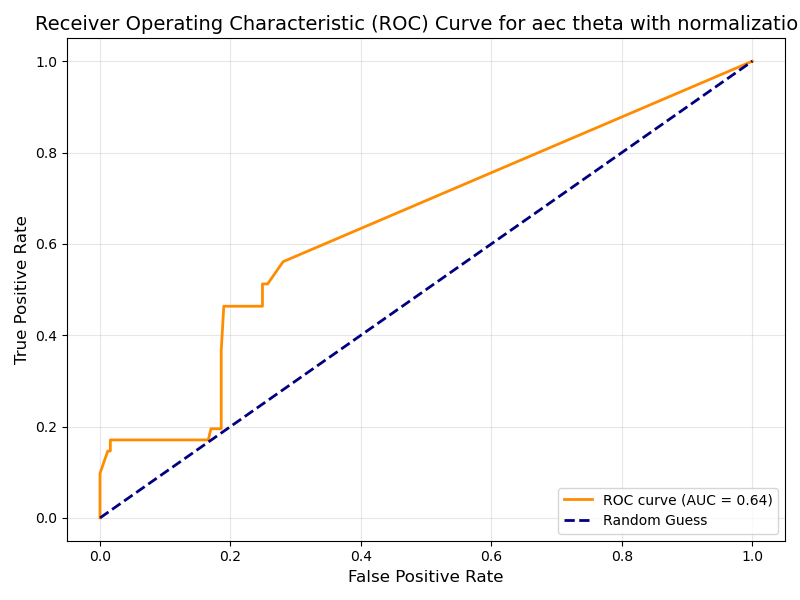 Receiver Operating Characteristic (ROC) Curve for aec theta with normalizatio
1.0
0.8
0.6
0.4
0.2
0.0
True Positive Rate
0.0 0.2 0.4 0.6 0.8 1.0
False Positive Rate
ROC curve (AUC = 0.64)
Random Guess